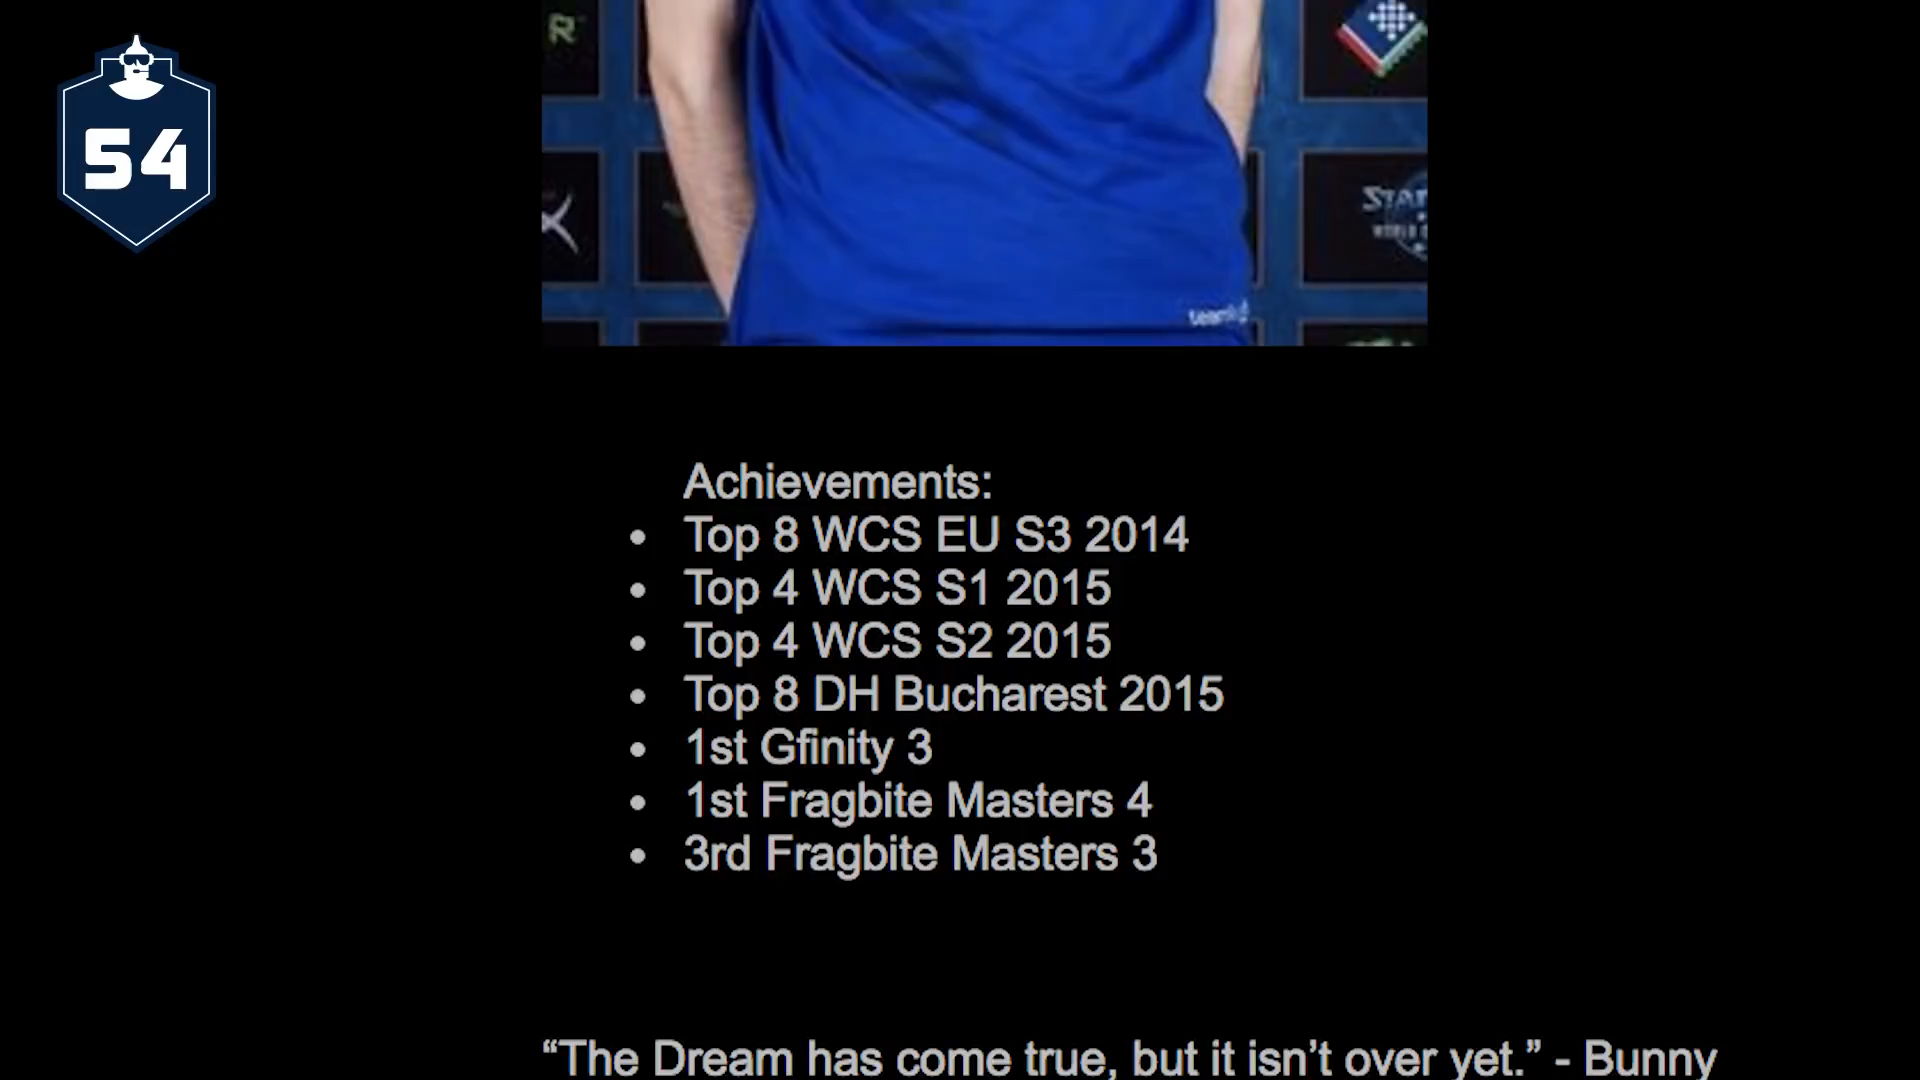 54
R
STAR
WORLD C
Achievements:
• Top 8 WCS EU S3 2014
• Top 4 WCS S1 2015
• Top 4 WCS S2 2015
• Top 8 DH Bucharest 2015
• 1st Gfinity 3
• 1st Fragbite Masters 4
• 3rd Fragbite Masters 3
“The Dream has come true, but it isn’t over yet.” - Bunny